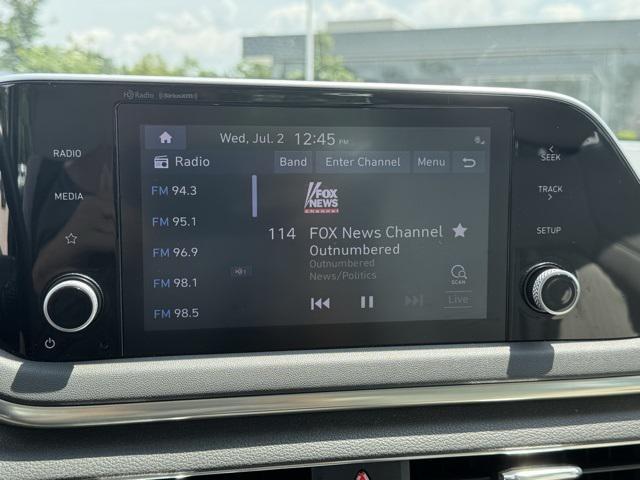 HD Radio SiriusXM
Wed, Jul. 2 12:45 PM
RADIO
MEDIA
Radio
Band
Enter Channel
Menu
FM 94.3
FM 95.1
FM 96.9
FM 98.1
FM 98.5
HD1
FOX
NEWS
114 FOX News Channel
Outnumbered
Outnumbered
News/Politics
SCAN
Live
SEEK
TRACK
SETUP